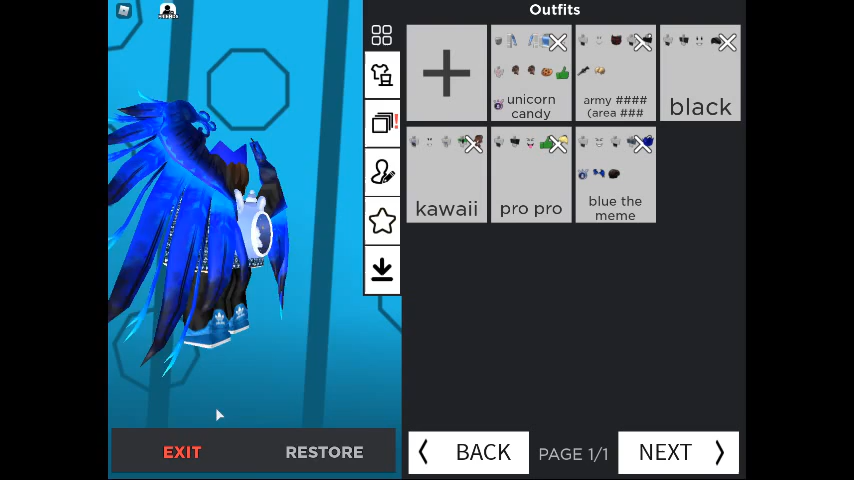 Outfits
unicorn
candy
army ####
(area ###
black
kawaii
pro pro
blue the
meme
EXIT
RESTORE
BACK
PAGE 1/1
NEXT